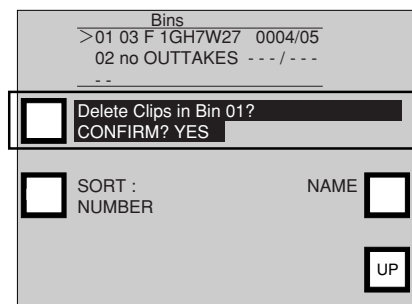 Bins
>01 03 F 1GH7W27 0004/05
02 no OUTTAKES - - - / - - -
- -
Delete Clips in Bin 01?
CONFIRM? YES
SORT : NAME
NUMBER
UP